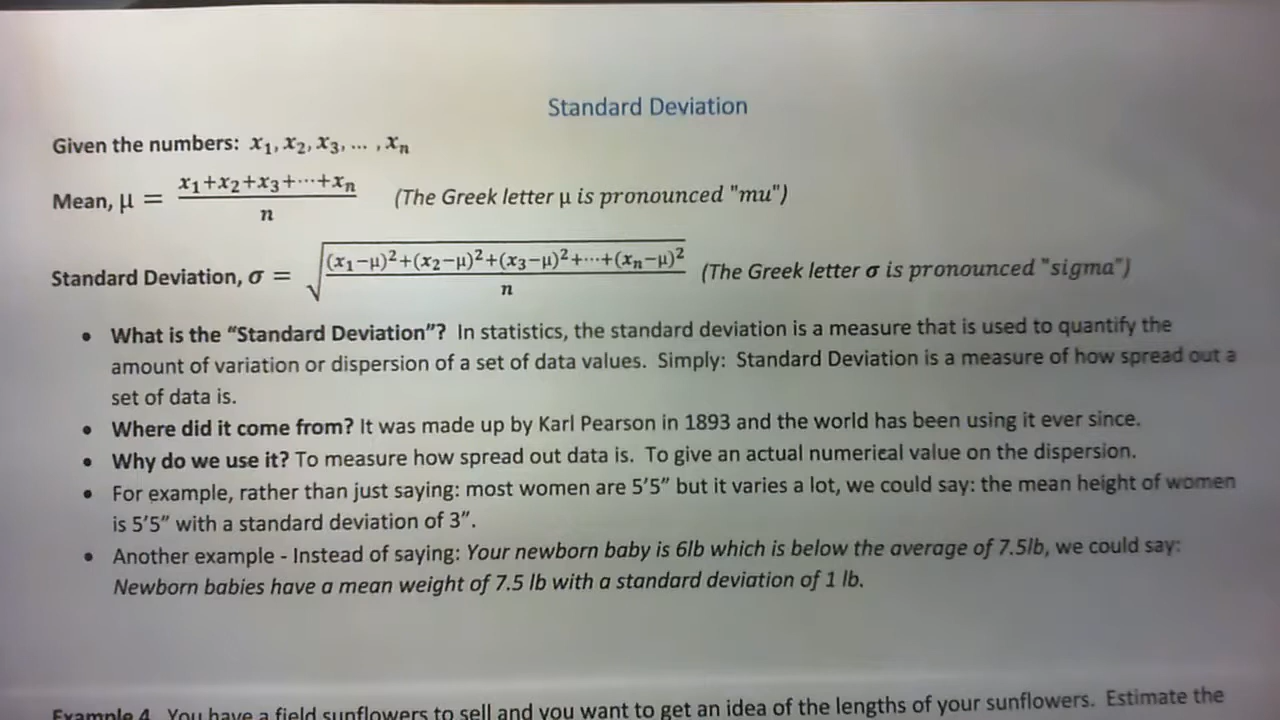 Standard Deviation
Given the numbers: x₁, x₂, x₃, … , xₙ
Mean, μ = (x₁+x₂+x₃+⋯+xₙ)/n (The Greek letter μ is pronounced "mu")
Standard Deviation, σ = √(((x₁−μ)²+(x₂−μ)²+(x₃−μ)²+⋯+(xₙ−μ)²)/n) (The Greek letter σ is pronounced "sigma")
• What is the “Standard Deviation”? In statistics, the standard deviation is a measure that is used to quantify the
amount of variation or dispersion of a set of data values. Simply: Standard Deviation is a measure of how spread out a
set of data is.
• Where did it come from? It was made up by Karl Pearson in 1893 and the world has been using it ever since.
• Why do we use it? To measure how spread out data is. To give an actual numerical value on the dispersion.
• For example, rather than just saying: most women are 5’5” but it varies a lot, we could say: the mean height of women
is 5’5” with a standard deviation of 3”.
• Another example - Instead of saying: Your newborn baby is 6lb which is below the average of 7.5lb, we could say:
Newborn babies have a mean weight of 7.5 lb with a standard deviation of 1 lb.
Example 4 You have a field sunflowers to sell and you want to get an idea of the lengths of your sunflowers. Estimate the